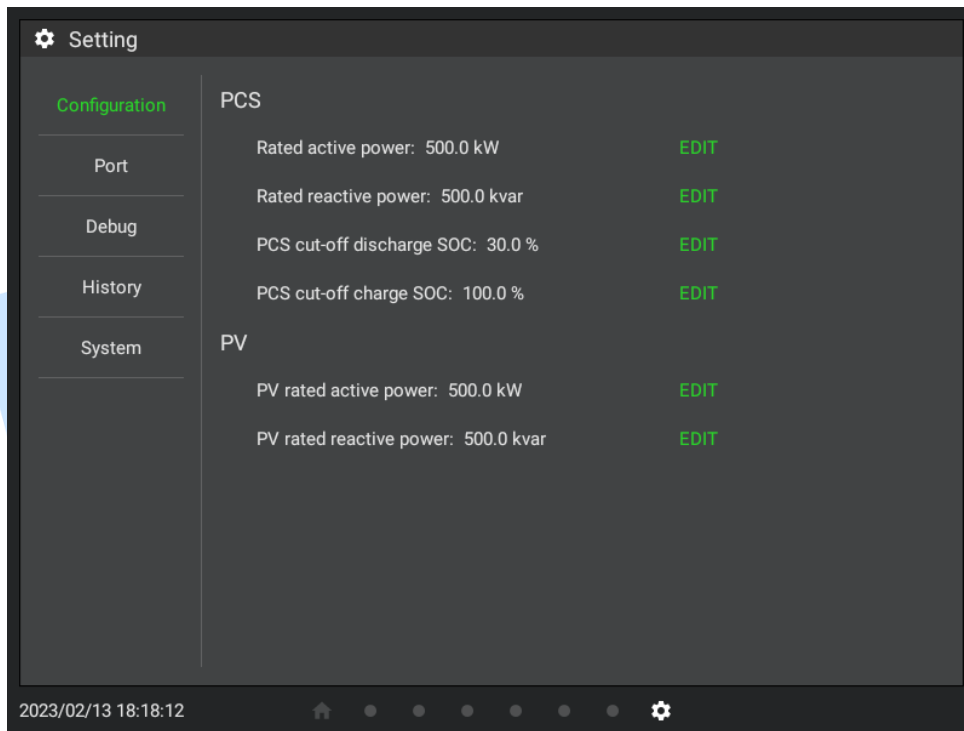 Setting
Configuration
Port
Debug
History
System
PCS
Rated active power: 500.0 kW EDIT
Rated reactive power: 500.0 kvar EDIT
PCS cut-off discharge SOC: 30.0 % EDIT
PCS cut-off charge SOC: 100.0 % EDIT
PV
PV rated active power: 500.0 kW EDIT
PV rated reactive power: 500.0 kvar EDIT
2023/02/13 18:18:12